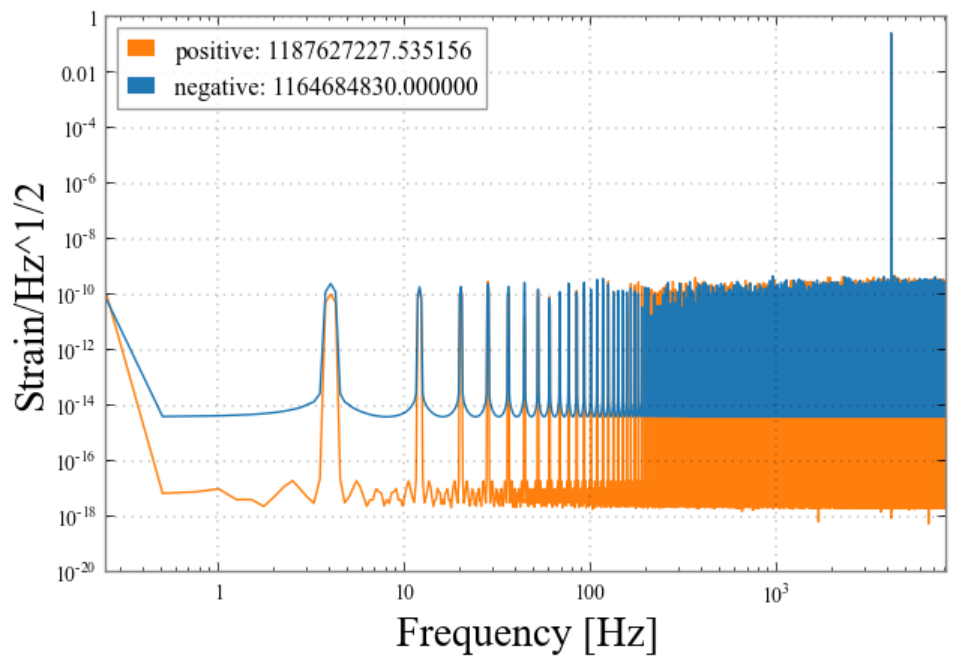 1
0.01
10^-4
10^-6
10^-8
10^-10
10^-12
10^-14
10^-16
10^-18
10^-20
Strain/Hz^1/2
positive: 1187627227.535156
negative: 1164684830.000000
1 10 100 10^3
Frequency [Hz]